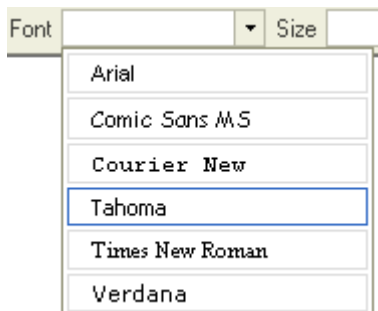 Font Size
Arial
Comic Sans MS
Courier New
Tahoma
Times New Roman
Verdana